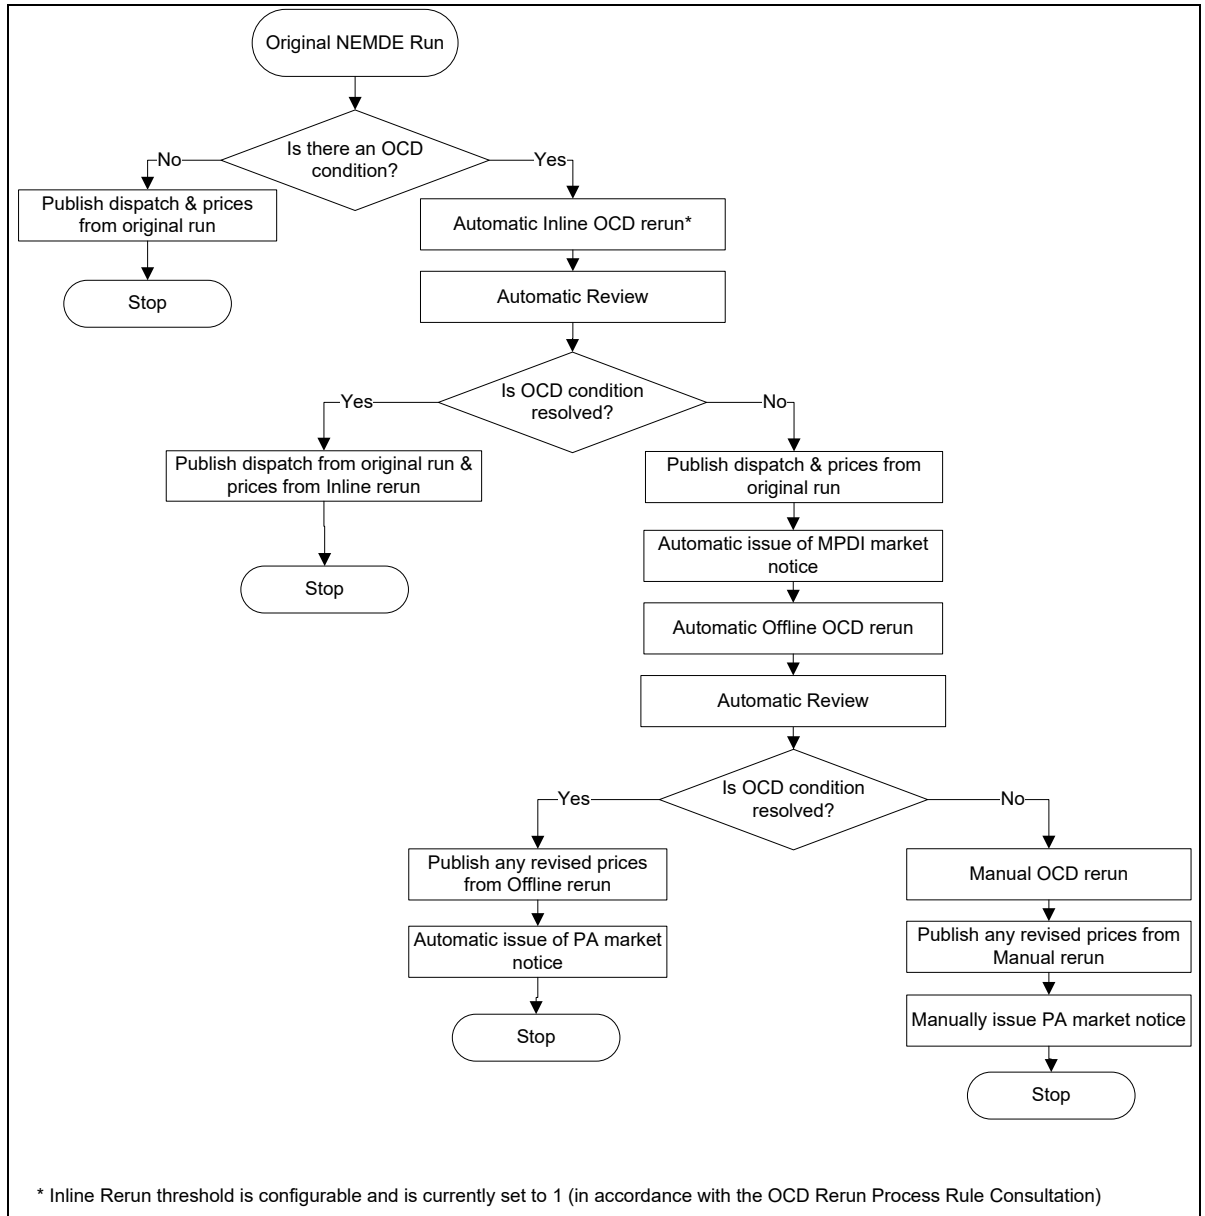 Original NEMDE Run
Is there an OCD
condition?
No
Yes
Publish dispatch & prices
from original run
Automatic Inline OCD rerun*
Stop
Automatic Review
Is OCD condition
resolved?
Yes
No
Publish dispatch from original run &
prices from Inline rerun
Publish dispatch & prices from
original run
Stop
Automatic issue of MPDI market
notice
Automatic Offline OCD rerun
Automatic Review
Is OCD condition
resolved?
Yes
No
Publish any revised prices
from Offline rerun
Manual OCD rerun
Automatic issue of PA market
notice
Publish any revised prices from
Manual rerun
Stop
Manually issue PA market notice
Stop
* Inline Rerun threshold is configurable and is currently set to 1 (in accordance with the OCD Rerun Process Rule Consultation)